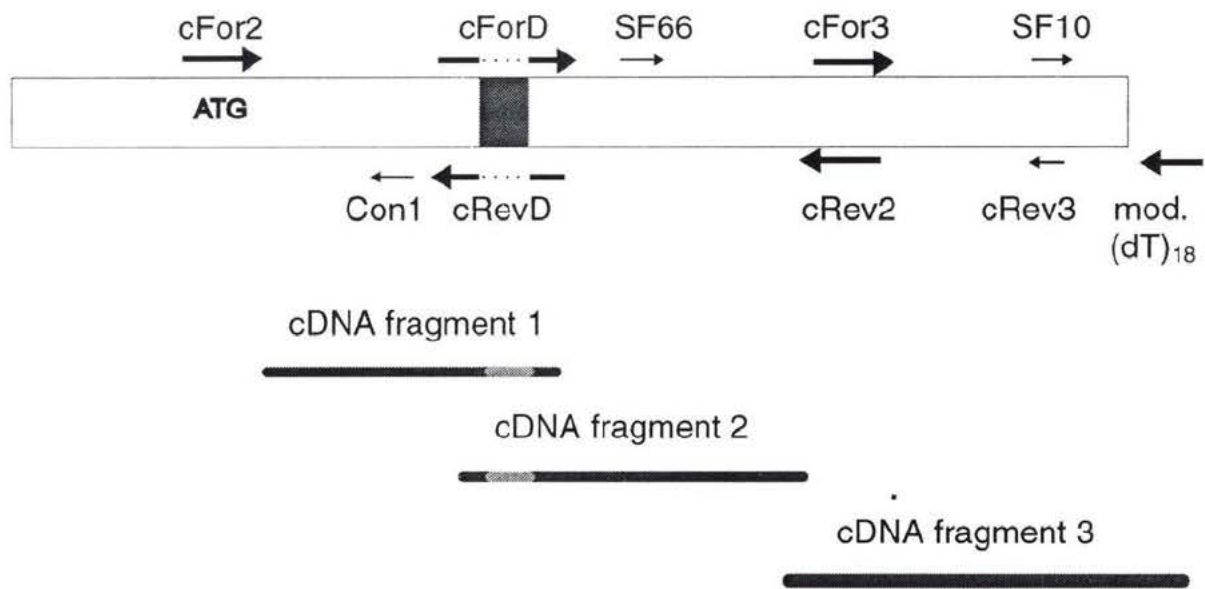 cFor2 cForD SF66 cFor3 SF10
ATG
Con1 cRevD cRev2 cRev3 mod.
(dT)18
cDNA fragment 1
cDNA fragment 2
cDNA fragment 3